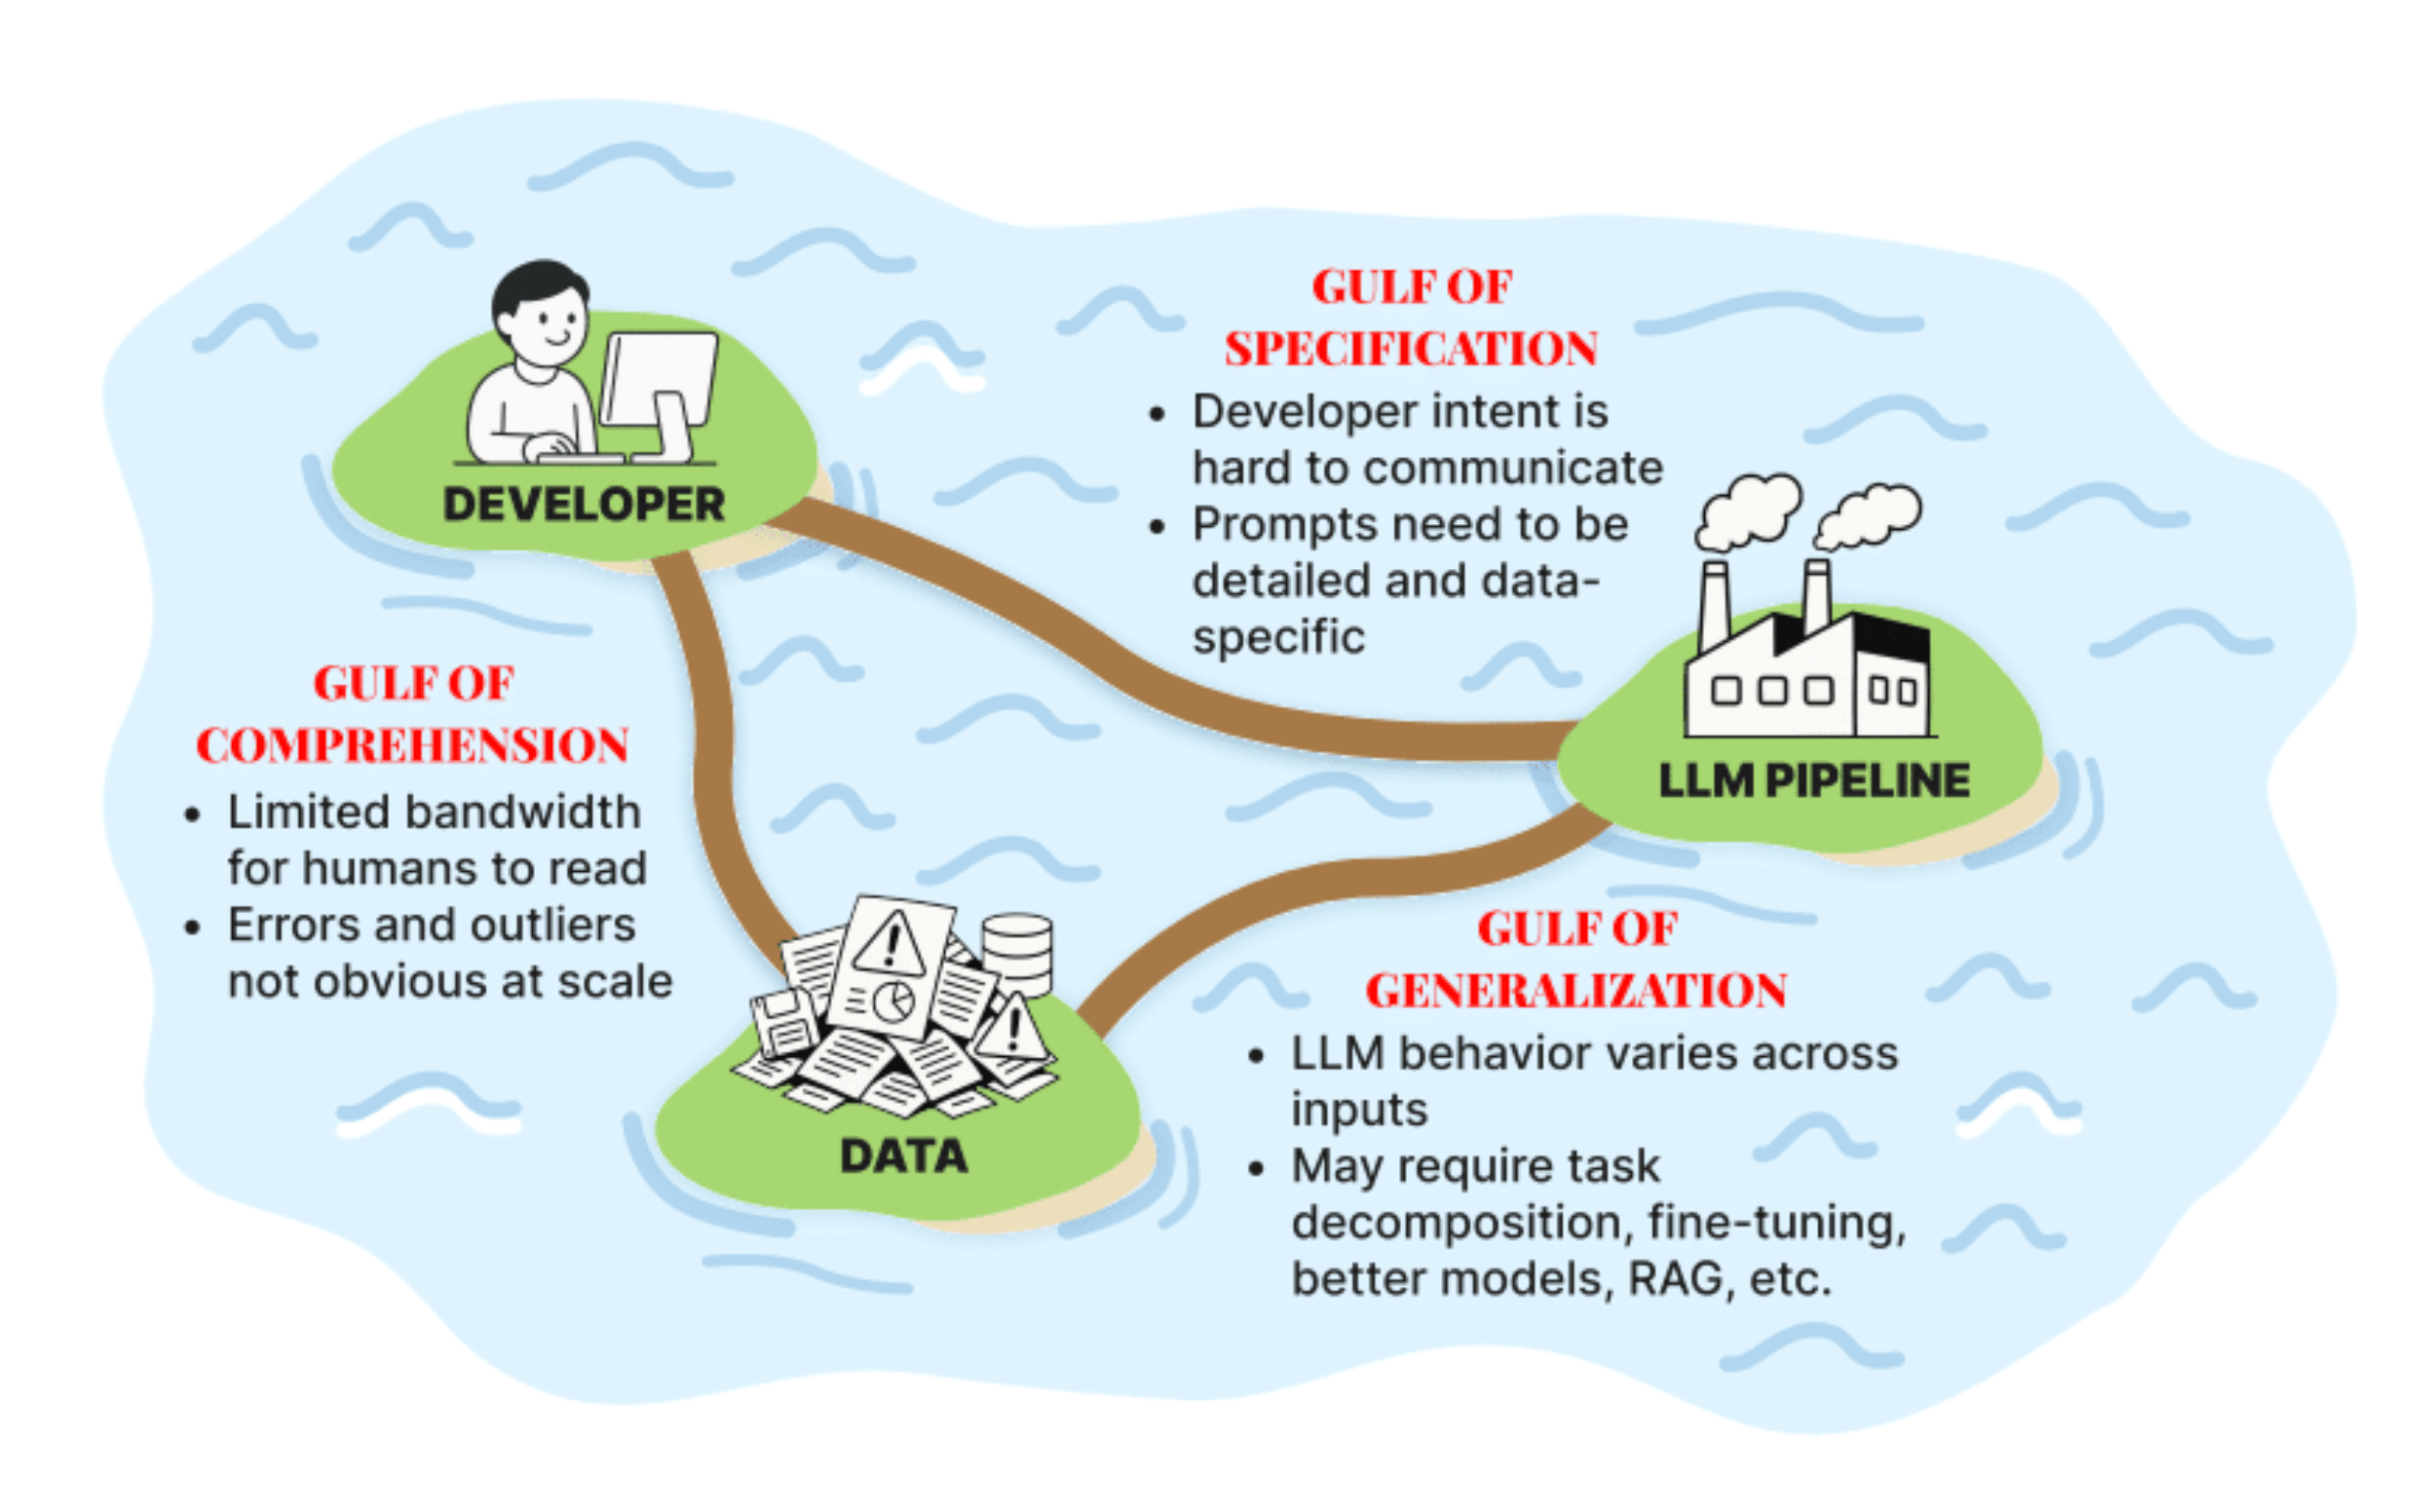 DEVELOPER
GULF OF
SPECIFICATION
• Developer intent is
hard to communicate
• Prompts need to be
detailed and data-
specific
LLM PIPELINE
GULF OF
COMPREHENSION
• Limited bandwidth
for humans to read
• Errors and outliers
not obvious at scale
DATA
GULF OF
GENERALIZATION
• LLM behavior varies across
inputs
• May require task
decomposition, fine-tuning,
better models, RAG, etc.